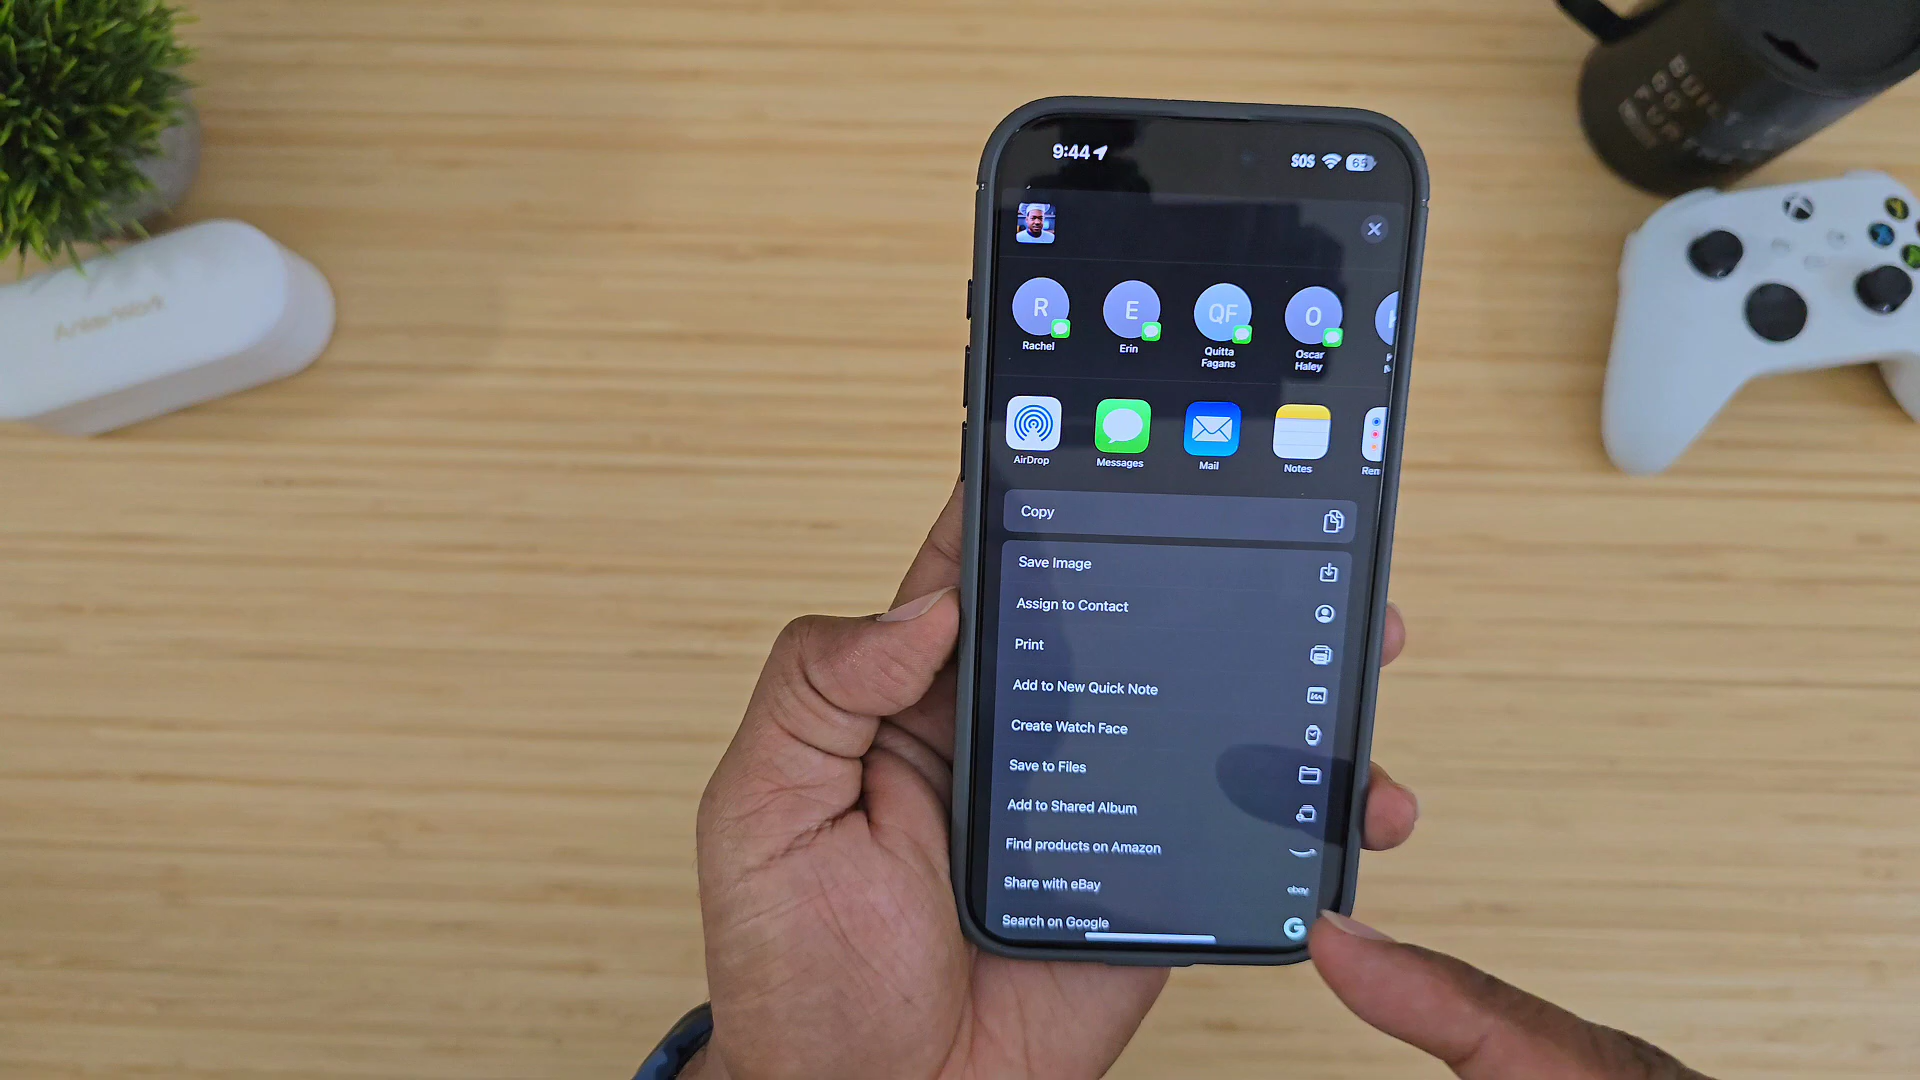 9:44
SOS
R
E
QF
O
Rachel
Erin
Quitta
Fagans
Oscar
Haley
AirDrop
Messages
Mail
Notes
Rem
Copy
Save Image
Assign to Contact
Print
Add to New Quick Note
Create Watch Face
Save to Files
Add to Shared Album
Find products on Amazon
Share with eBay
ebay
Search on Google
G
BUILT